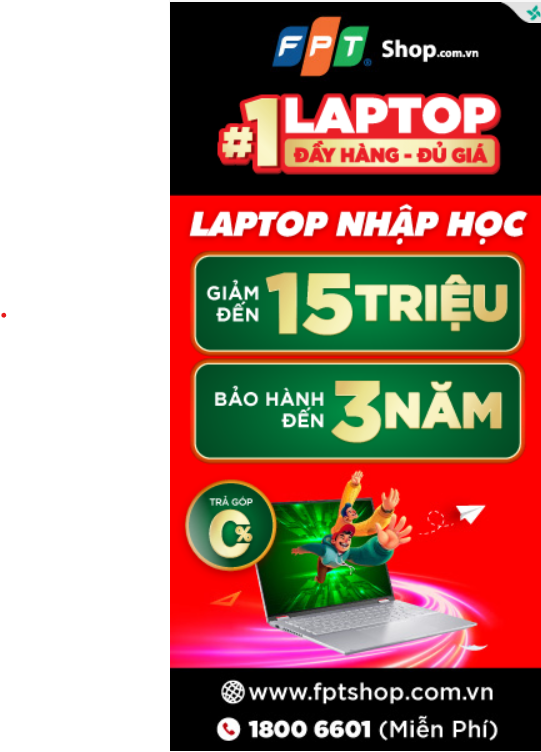 FPT Shop.com.vn
#1 LAPTOP
ĐẦY HÀNG - ĐỦ GIÁ
LAPTOP NHẬP HỌC
GIẢM ĐẾN 15 TRIỆU
BẢO HÀNH ĐẾN 3 NĂM
TRẢ GÓP
0%
www.fptshop.com.vn
1800 6601 (Miễn Phí)